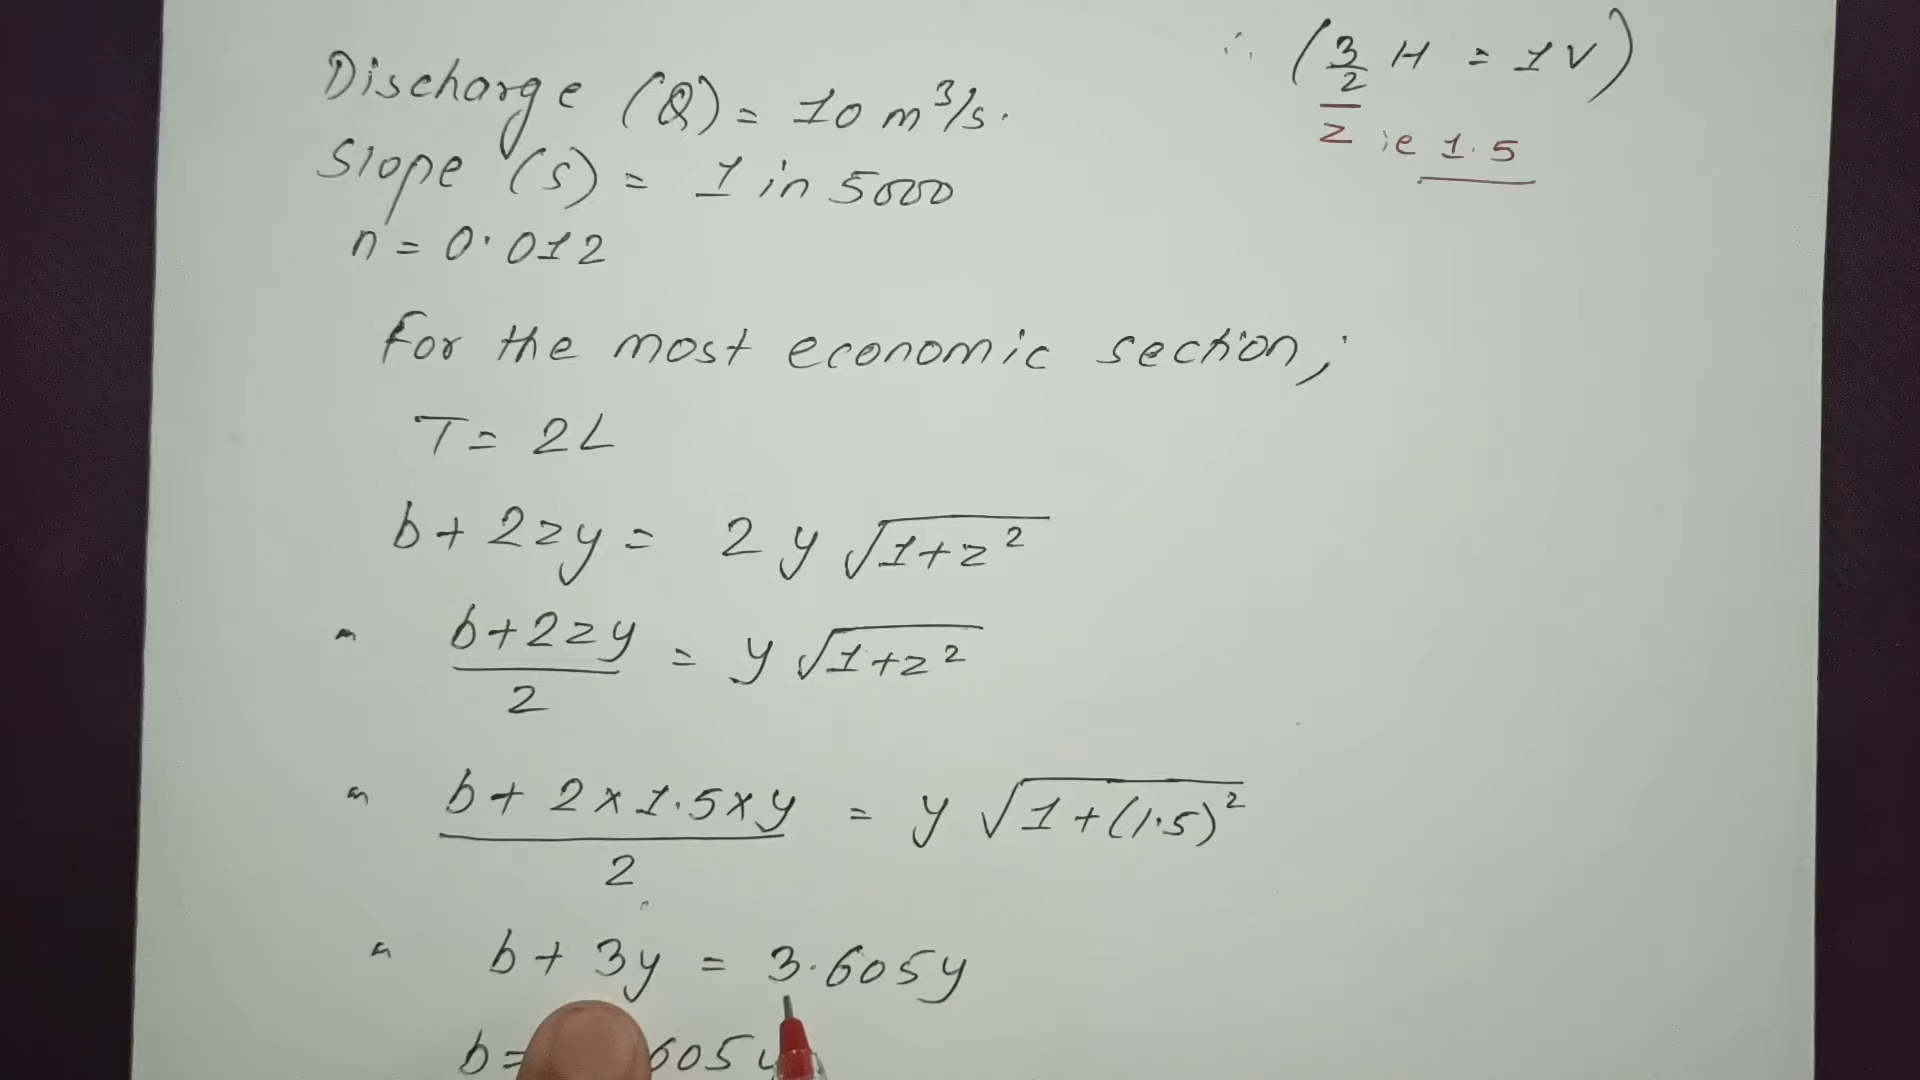 ∴ (3/2 H = 1V)
Z ie 1.5
Discharge (Q) = 10 m³/s.
Slope (S) = 1 in 5000
n = 0.012
For the most economic section;
T = 2L
b + 2zy = 2y √1+z²
b+2zy / 2 = y √1+z²
b + 2 x 1.5 x y / 2 = y √1+(1.5)²
b + 3y = 3.605y
b= 605y